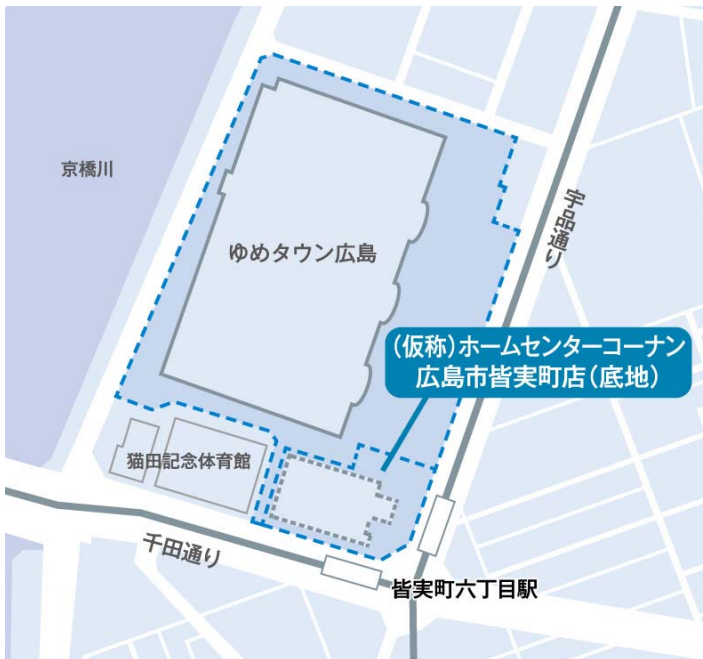 京橋川
宇品通り
ゆめタウン広島
(仮称)ホームセンターコーナン
広島市皆実町店(底地)
猫田記念体育館
千田通り
皆実町六丁目駅